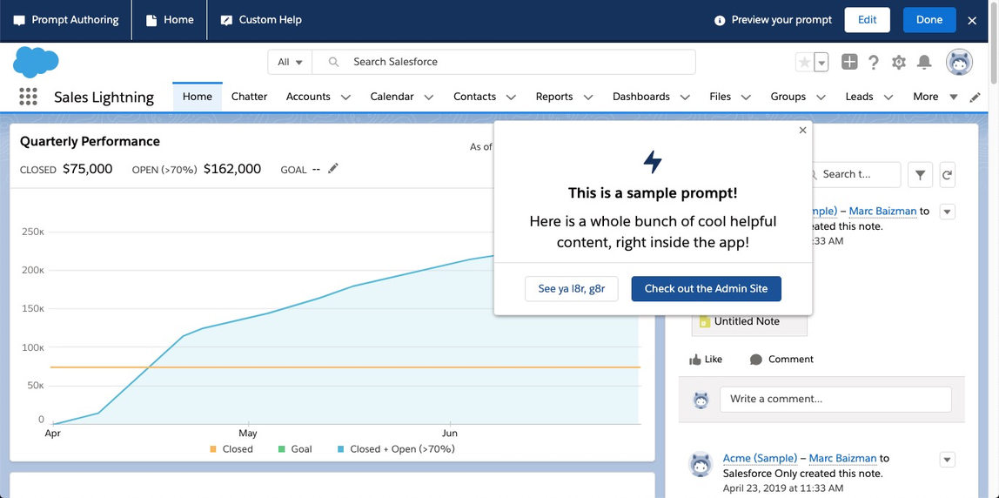 Prompt Authoring
Home
Custom Help
Preview your prompt
Edit
Done
All
Search Salesforce
Sales Lightning
Home
Chatter
Accounts
Calendar
Contacts
Reports
Dashboards
Files
Groups
Leads
More
Quarterly Performance
As of
CLOSED $75,000 OPEN (>70%) $162,000 GOAL --
250K
200K
150K
100K
50K
0
Apr
May
Jun
Closed
Goal
Closed + Open (>70%)
This is a sample prompt!
Here is a whole bunch of cool helpful
content, right inside the app!
See ya l8r, g8r
Check out the Admin Site
Search t...
– Marc Baizman to
this note.
AM
Untitled Note
Like
Comment
Write a comment...
Acme (Sample) – Marc Baizman to
Salesforce Only created this note.
April 23, 2019 at 11:33 AM